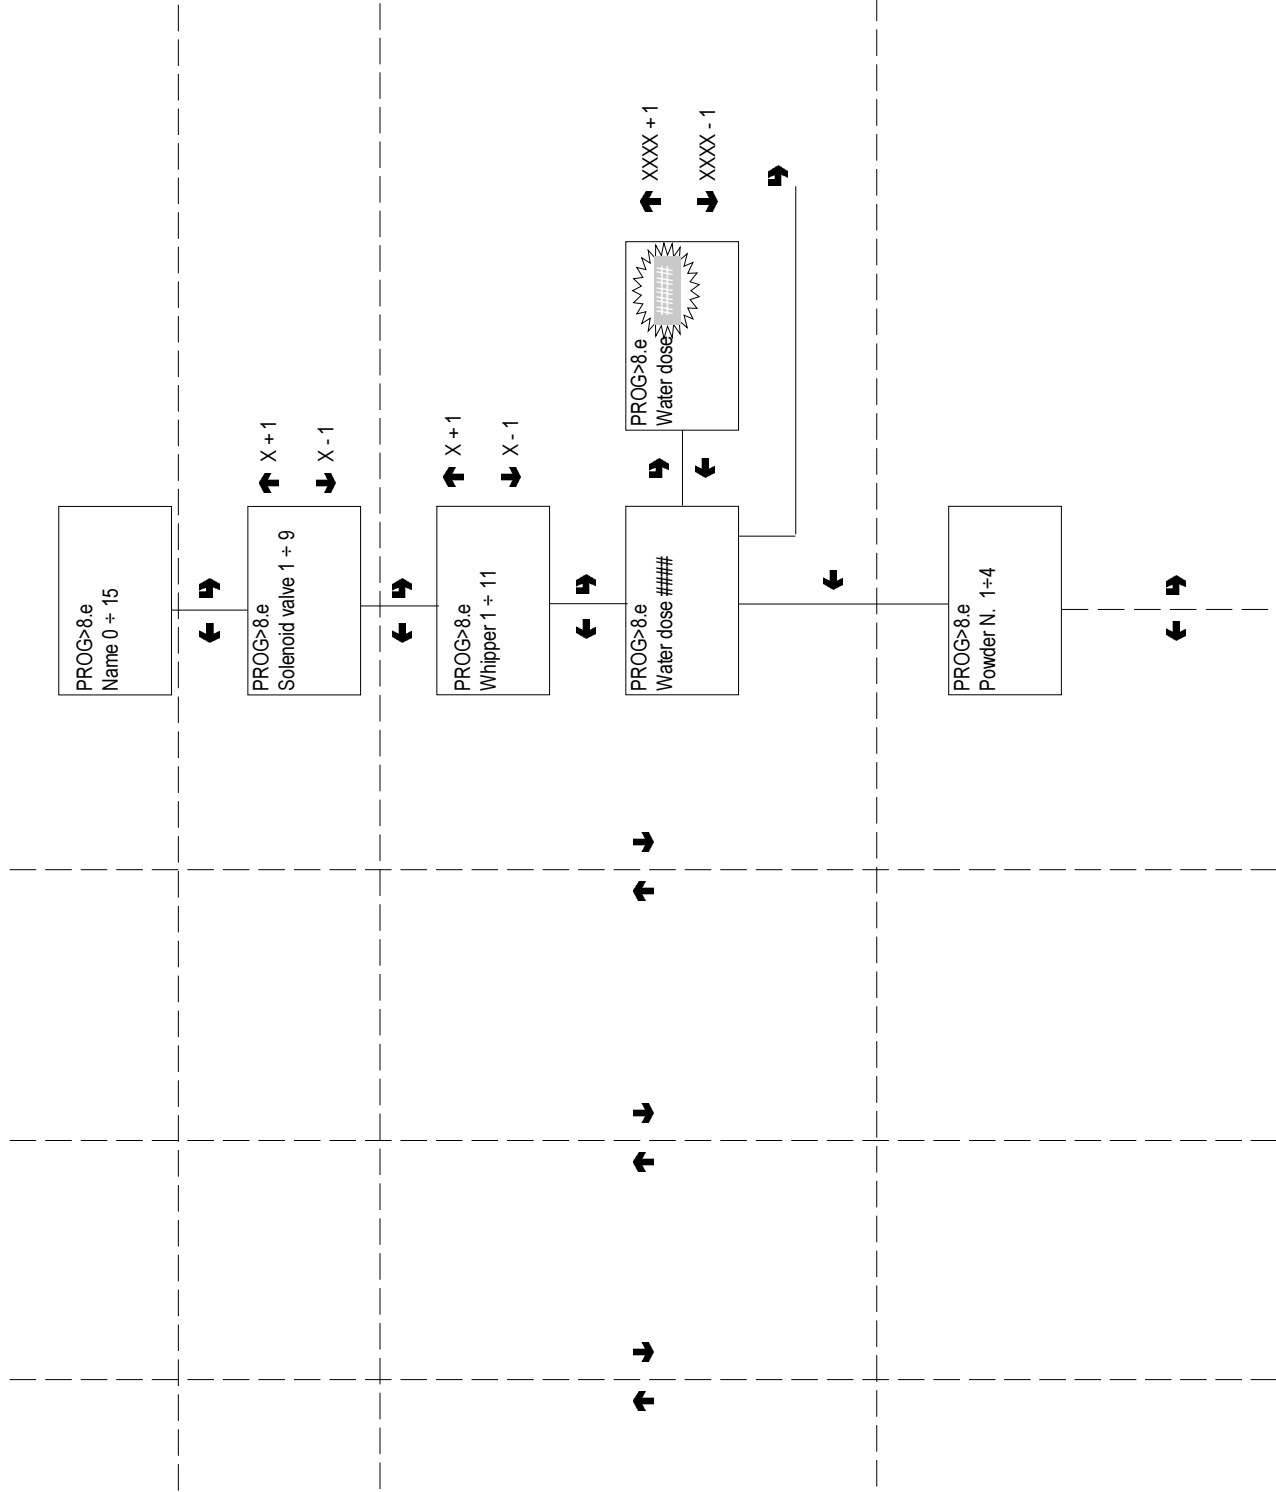 PROG>8.e
Name 0 ÷ 15
PROG>8.e
Solenoid valve 1 ÷ 9
X + 1
X - 1
PROG>8.e
Whipper 1 ÷ 11
X + 1
X - 1
PROG>8.e
Water dose ####
PROG>8.e
Water dose ####
XXXX + 1
XXXX - 1
PROG>8.e
Powder N. 1÷4